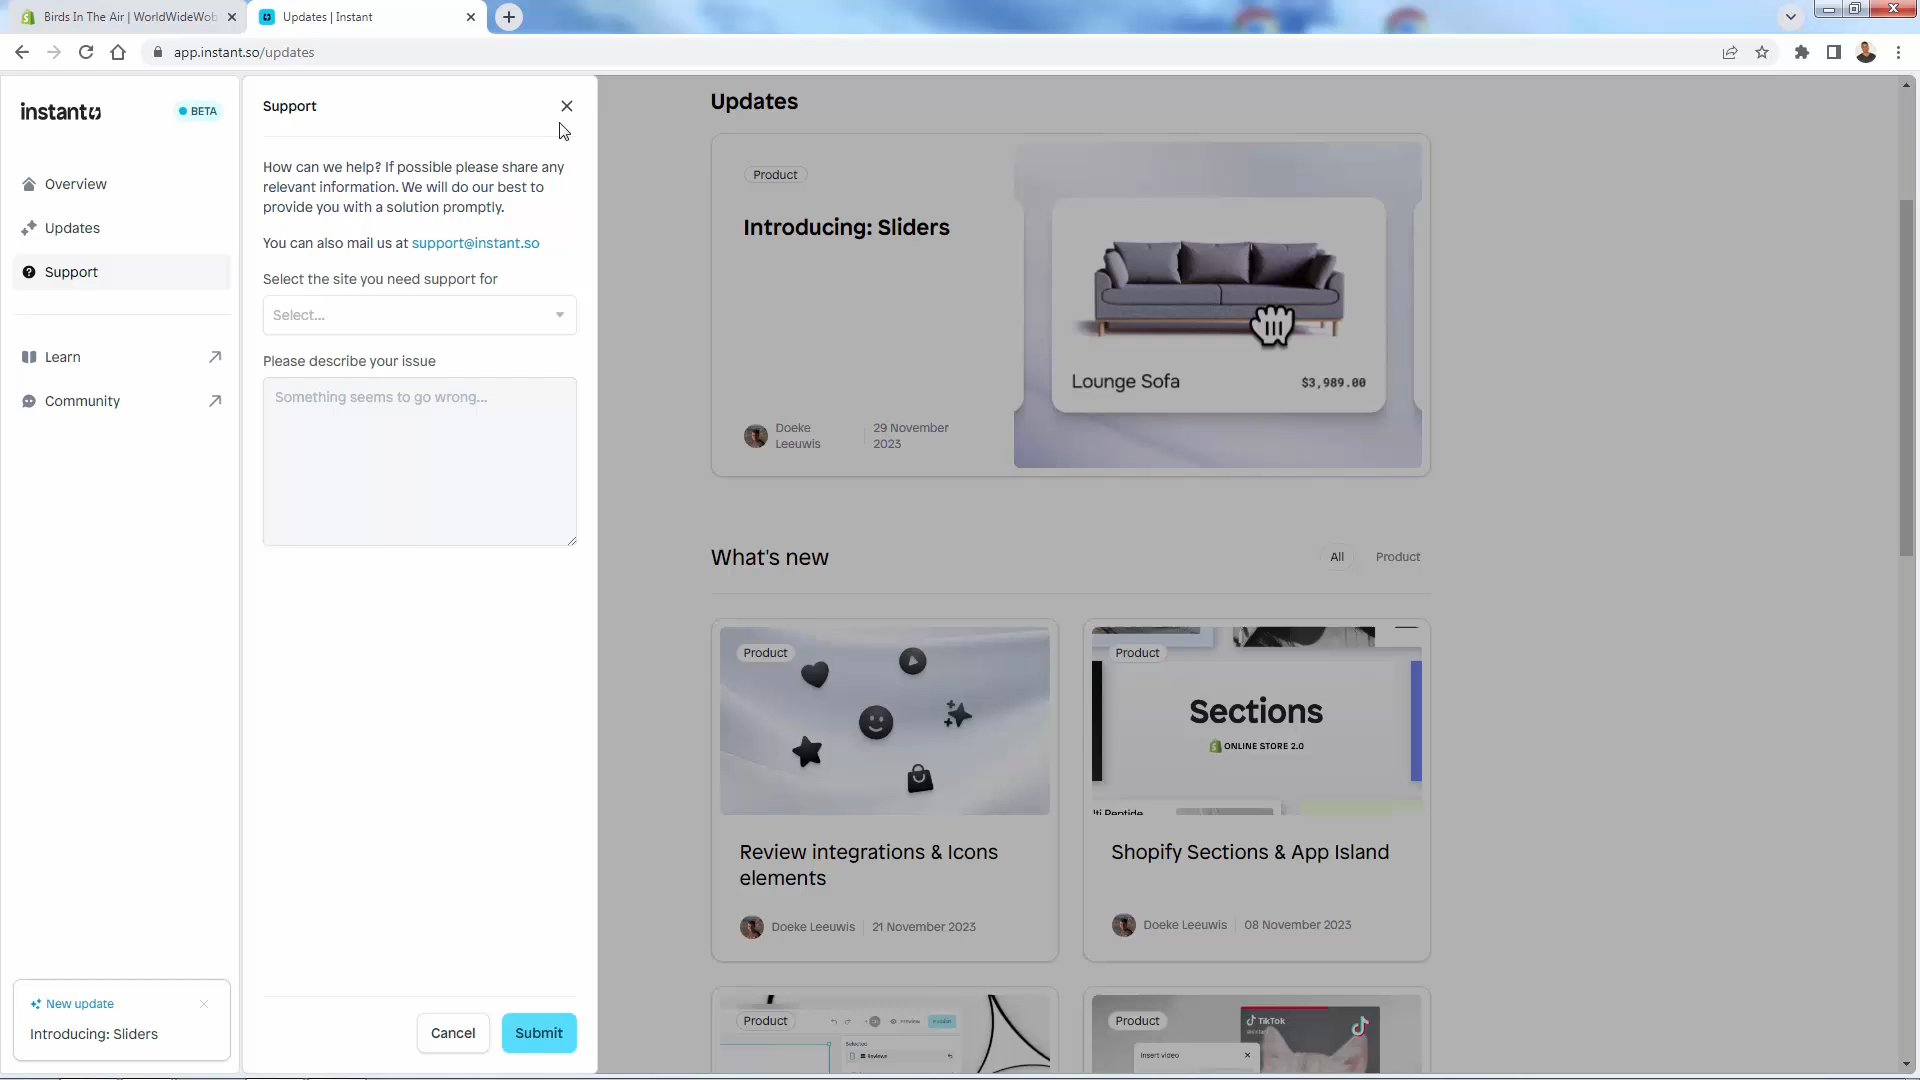 Birds In The Air | WorldWideWob
Updates | Instant
app.instant.so/updates
instant
BETA
Overview
Updates
Support
Learn
Community
New update
Introducing: Sliders
Support
How can we help? If possible please share any
relevant information. We will do our best to
provide you with a solution promptly.
You can also mail us at support@instant.so
Select the site you need support for
Select...
Please describe your issue
Something seems to go wrong...
Cancel
Submit
Updates
Product
Introducing: Sliders
Doeke
Leeuwis
29 November
2023
Lounge Sofa
$3,989.00
What's new
All
Product
Product
Review integrations & Icons
elements
Doeke Leeuwis
21 November 2023
Product
Sections
ONLINE STORE 2.0
lti Peptide
Shopify Sections & App Island
Doeke Leeuwis
08 November 2023
Product
Preview
Selected
Reviews
Product
TikTok
Insert video